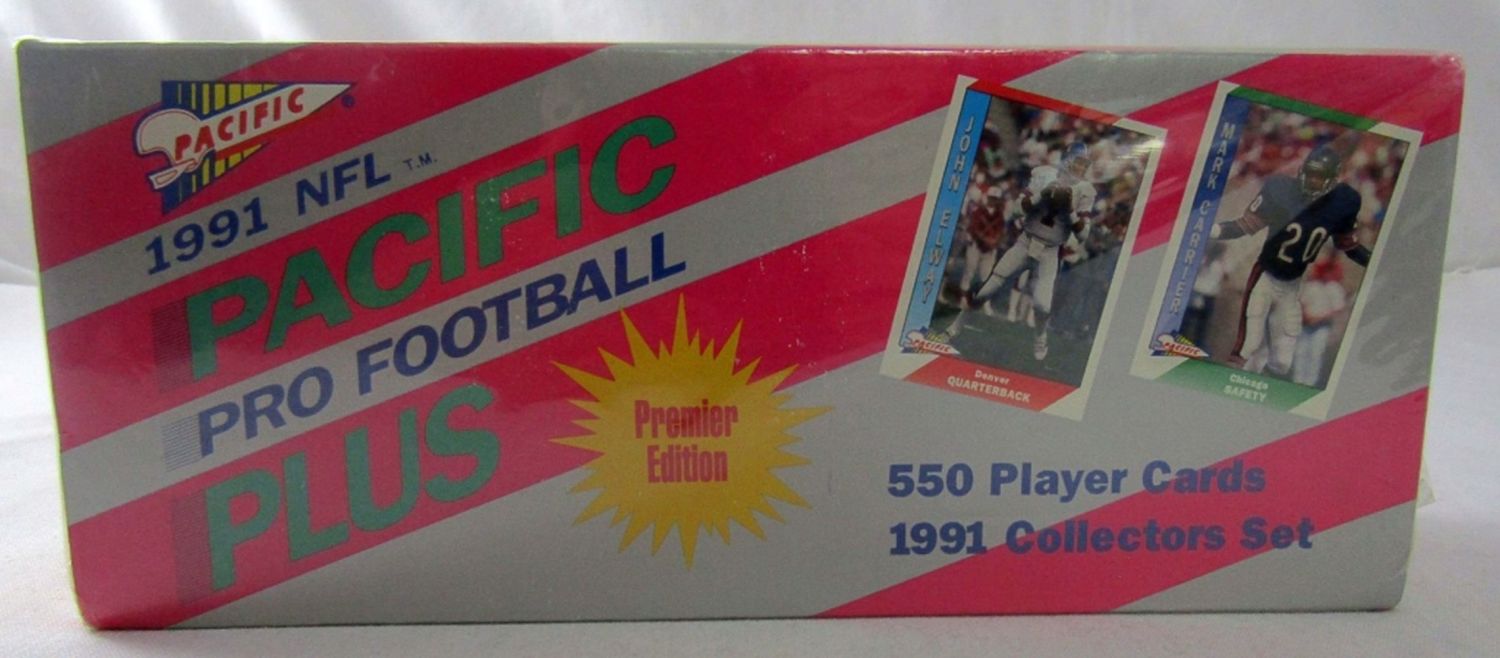 PACIFIC ®
1991 NFL T.M.
PACIFIC
PRO FOOTBALL
PLUS
Premier
Edition
JOHN ELWAY
PACIFIC
Denver
QUARTERBACK
MARK CARRIER
20
PACIFIC
Chicago
SAFETY
550 Player Cards
1991 Collectors Set